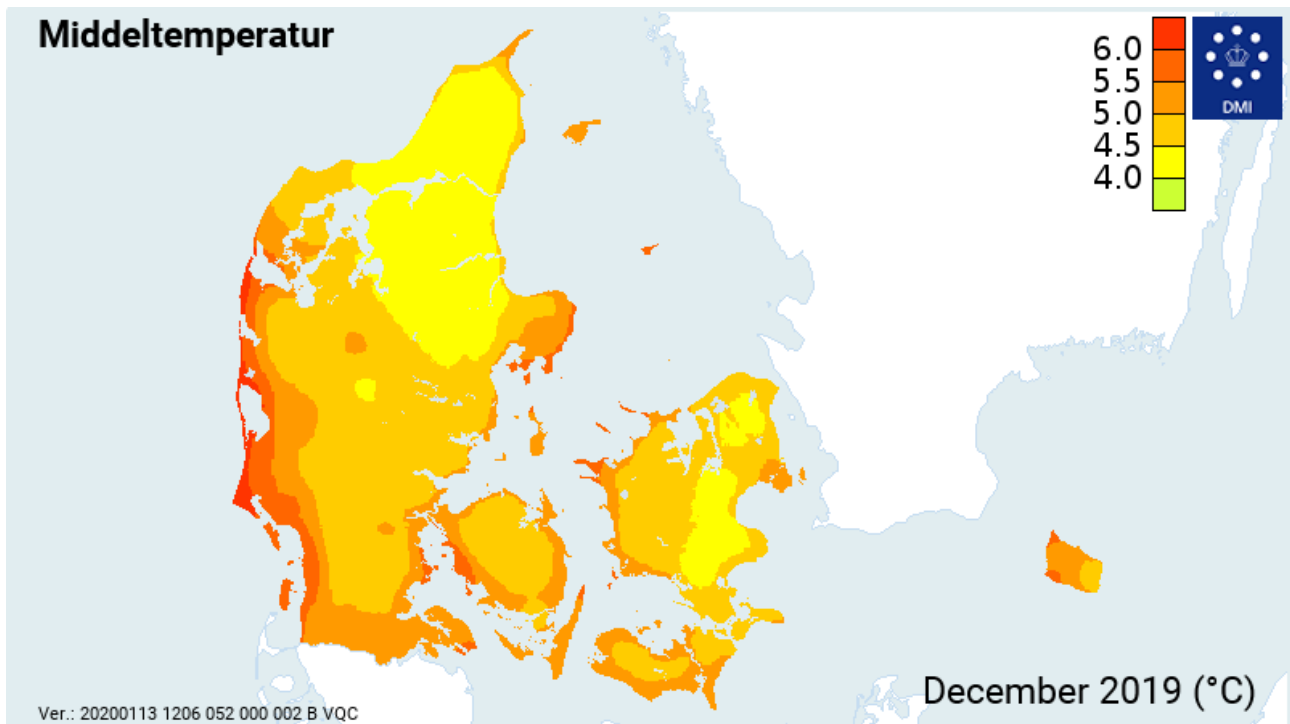 Middeltemperatur
6.0
5.5
5.0
4.5
4.0
DMI
December 2019 (°C)
Ver.: 20200113 1206 052 000 002 B VQC